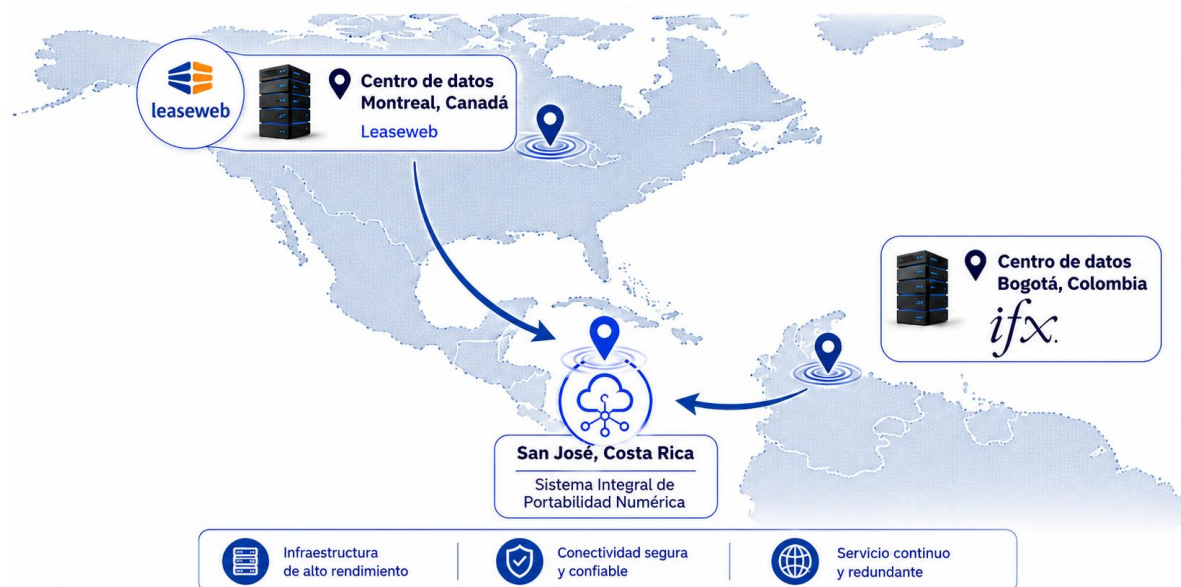 leaseweb
Centro de datos
Montreal, Canadá
Leaseweb
Centro de datos
Bogotá, Colombia
ifx.
San José, Costa Rica
Sistema Integral de
Portabilidad Numérica
Infraestructura
de alto rendimiento
Conectividad segura
y confiable
Servicio continuo
y redundante